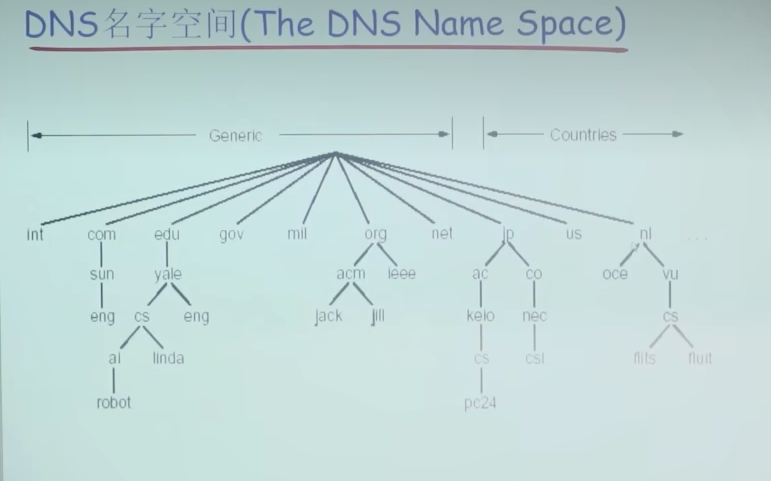 DNS名字空间(The DNS Name Space)
Generic Countries
int com edu gov mil org net jp us nl ...
sun yale acm ieee ac co oce vu
eng cs eng jack jill keio nec cs
ai linda cs csl flits fluit
robot pc24